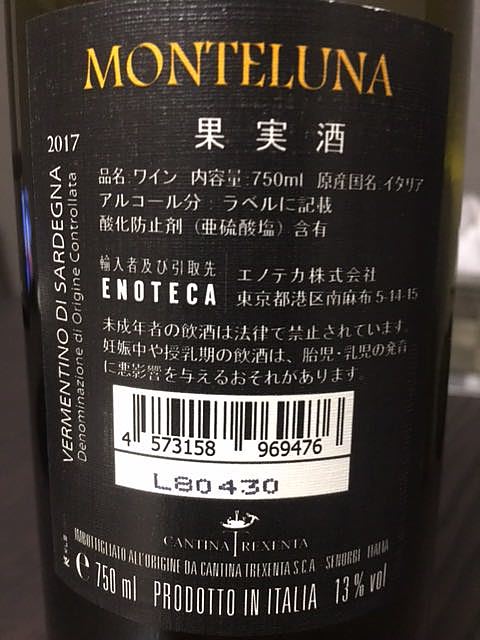 MONTELUNA
2017
果実酒
VERMENTINO DI SARDEGNA
Denominazione di Origine Controllata
品名:ワイン 内容量:750ml 原産国名:イタリア
アルコール分：ラベルに記載
酸化防止剤（亜硫酸塩）含有
輸入者及び引取先
ENOTECA
エノテカ株式会社
東京都港区南麻布5-14-15
未成年者の飲酒は法律で禁止されています。
妊娠中や授乳期の飲酒は、胎児・乳児の発育
に悪影響を与えるおそれがあります。
4 573158 969476
L80430
CANTINA TREXENTA
IMBOTTIGLIATO ALL'ORIGINE DA CANTINA TREXENTA S.C.A - SENORBÌ - ITALIA
e 750 ml PRODOTTO IN ITALIA 13% vol